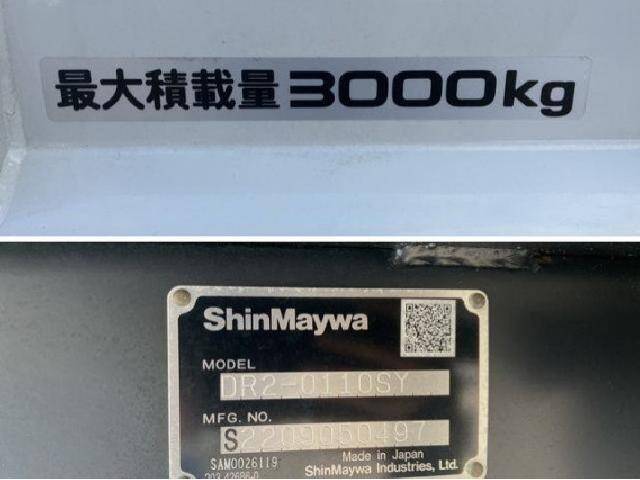 最大積載量3000kg
ShinMaywa
MODEL
DR2-0110SY
MFG. NO.
S2209050497
SAM0026119
Made in Japan
ShinMaywa Industries, Ltd.